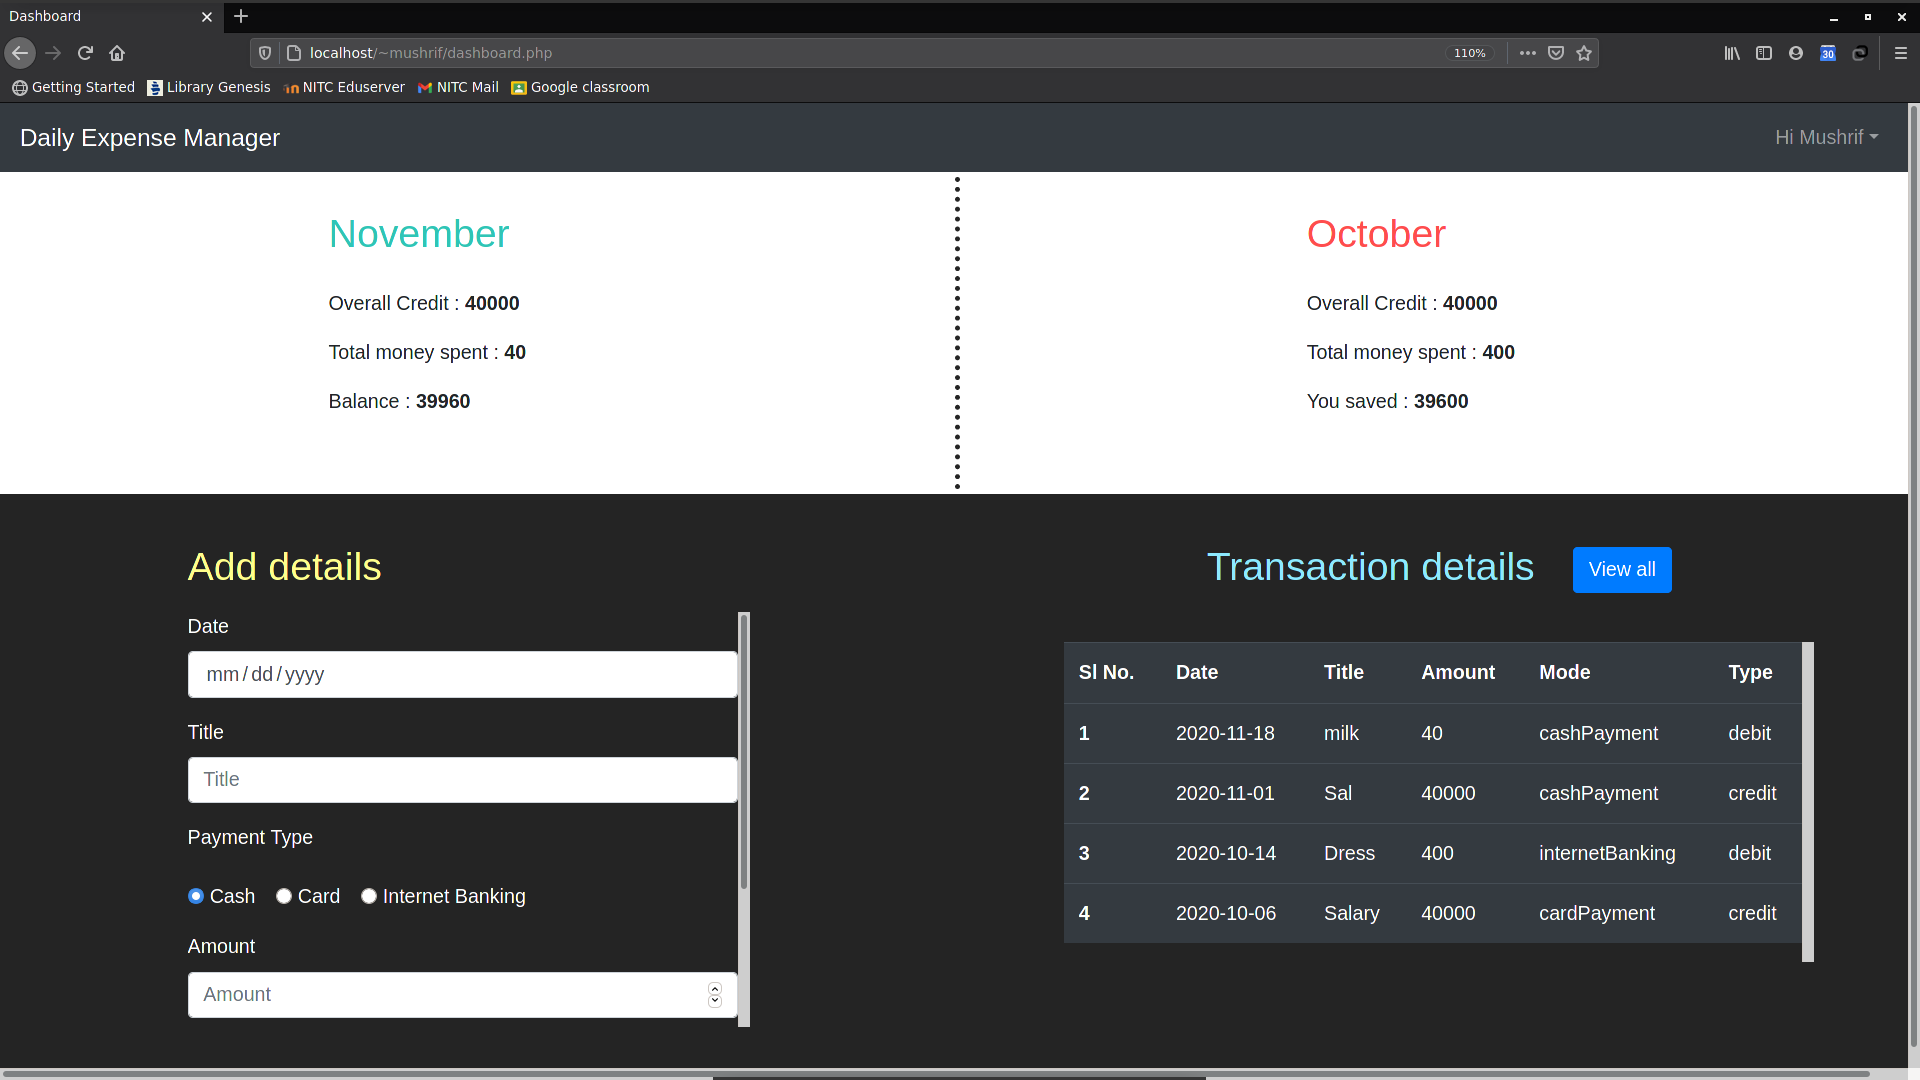 Dashboard
localhost/~mushrif/dashboard.php
110%
30
Getting Started
Library Genesis
NITC Eduserver
NITC Mail
Google classroom
Daily Expense Manager
Hi Mushrif
November
Overall Credit : 40000
Total money spent : 40
Balance : 39960
October
Overall Credit : 40000
Total money spent : 400
You saved : 39600
Add details
Date
mm/dd/yyyy
Title
Title
Payment Type
Cash Card Internet Banking
Amount
Amount
Transaction details
View all
Sl No. Date Title Amount Mode Type
1 2020-11-18 milk 40 cashPayment debit
2 2020-11-01 Sal 40000 cashPayment credit
3 2020-10-14 Dress 400 internetBanking debit
4 2020-10-06 Salary 40000 cardPayment credit